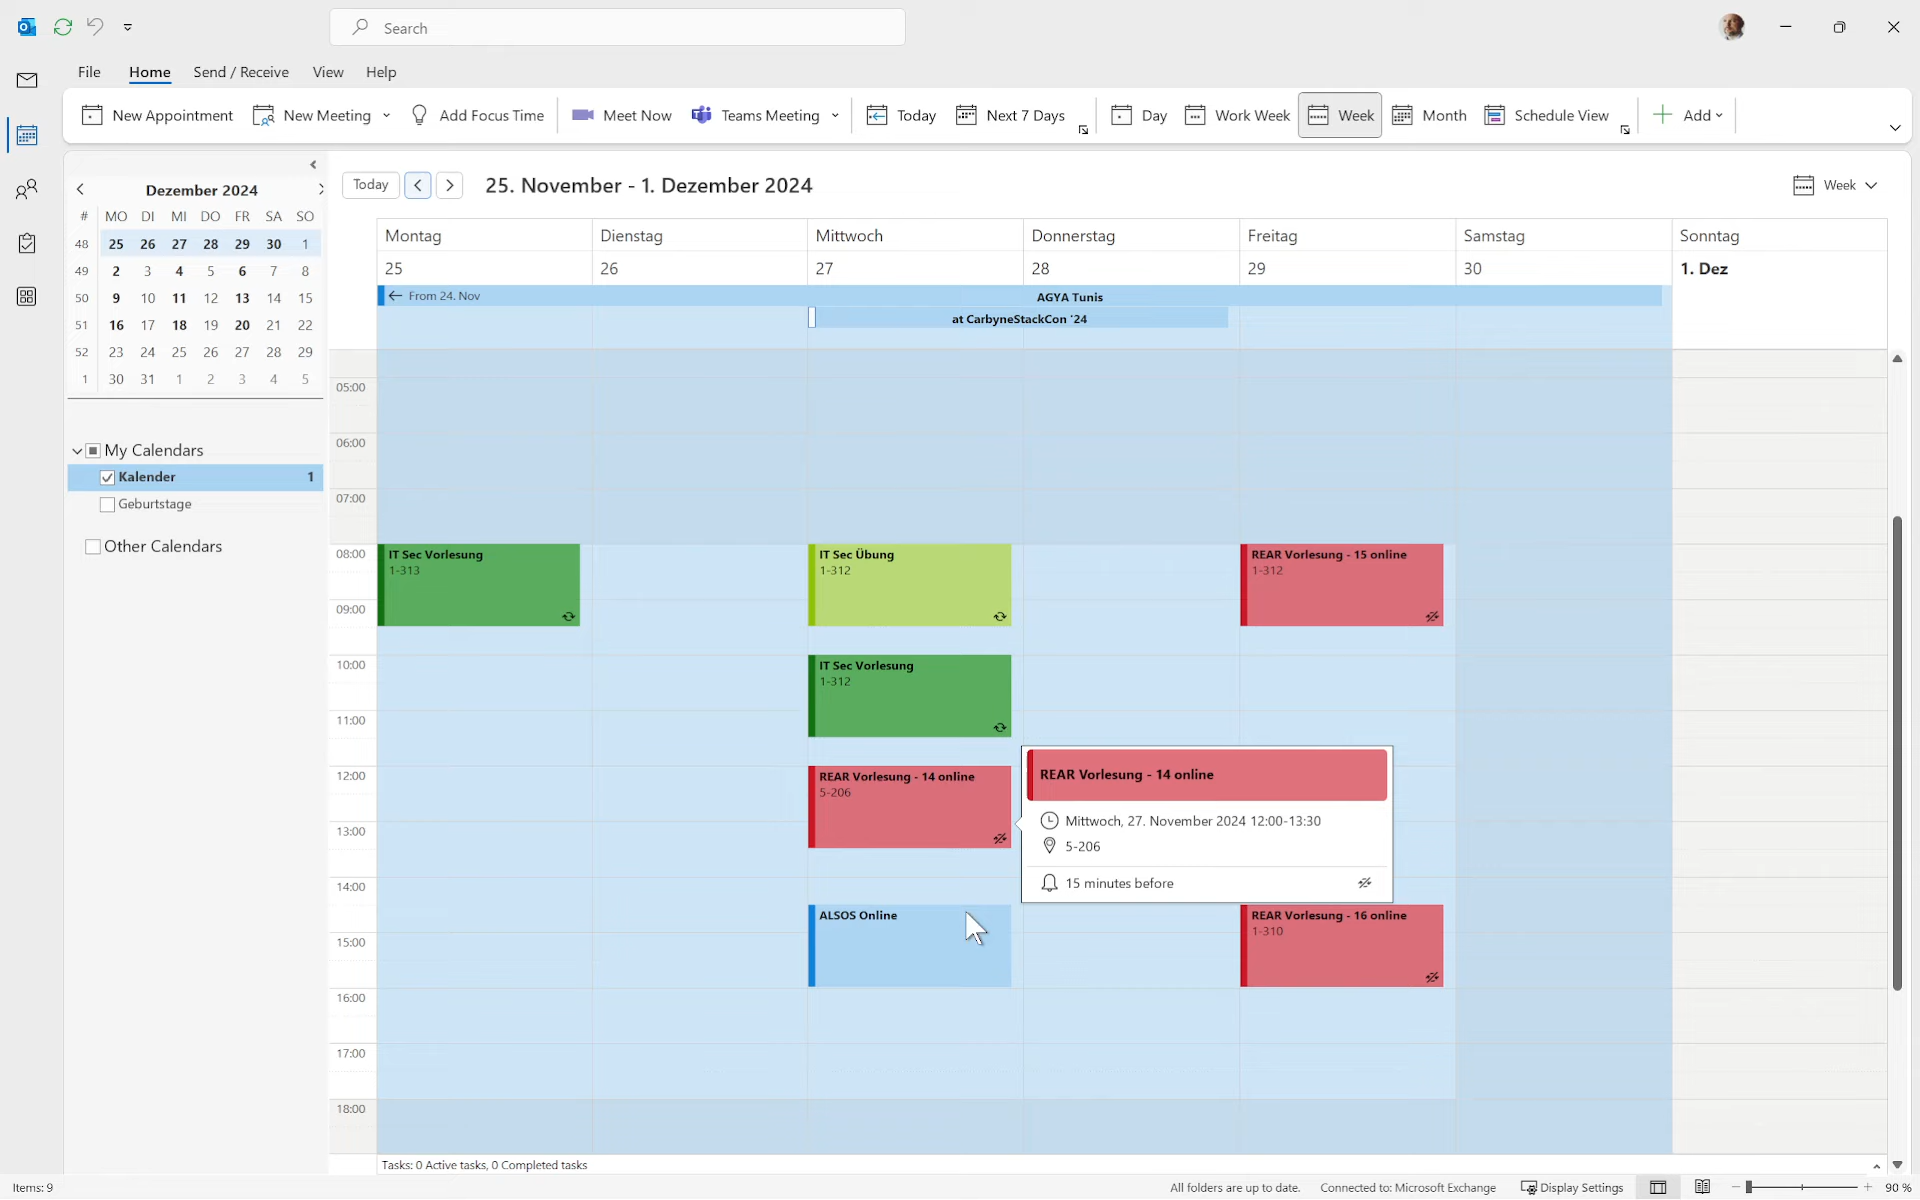 Search
File Home Send / Receive View Help
New Appointment New Meeting Add Focus Time Meet Now Teams Meeting Today Next 7 Days Day Work Week Week Month Schedule View Add
Dezember 2024
# MO DI MI DO FR SA SO
48 25 26 27 28 29 30 1
49 2 3 4 5 6 7 8
50 9 10 11 12 13 14 15
51 16 17 18 19 20 21 22
52 23 24 25 26 27 28 29
1 30 31 1 2 3 4 5
My Calendars
Kalender 1
Geburtstage
Other Calendars
Today 25. November - 1. Dezember 2024 Week
Montag Dienstag Mittwoch Donnerstag Freitag Samstag Sonntag
25 26 27 28 29 30 1. Dez
From 24. Nov AGYA Tunis
at CarbyneStackCon '24
05:00
06:00
07:00
08:00
09:00
10:00
11:00
12:00
13:00
14:00
15:00
16:00
17:00
18:00
IT Sec Vorlesung
1-313
IT Sec Übung
1-312
IT Sec Vorlesung
1-312
REAR Vorlesung - 14 online
5-206
ALSOS Online
REAR Vorlesung - 15 online
1-312
REAR Vorlesung - 14 online
Mittwoch, 27. November 2024 12:00-13:30
5-206
15 minutes before
REAR Vorlesung - 16 online
1-310
Tasks: 0 Active tasks, 0 Completed tasks
Items: 9 All folders are up to date. Connected to: Microsoft Exchange Display Settings 90 %